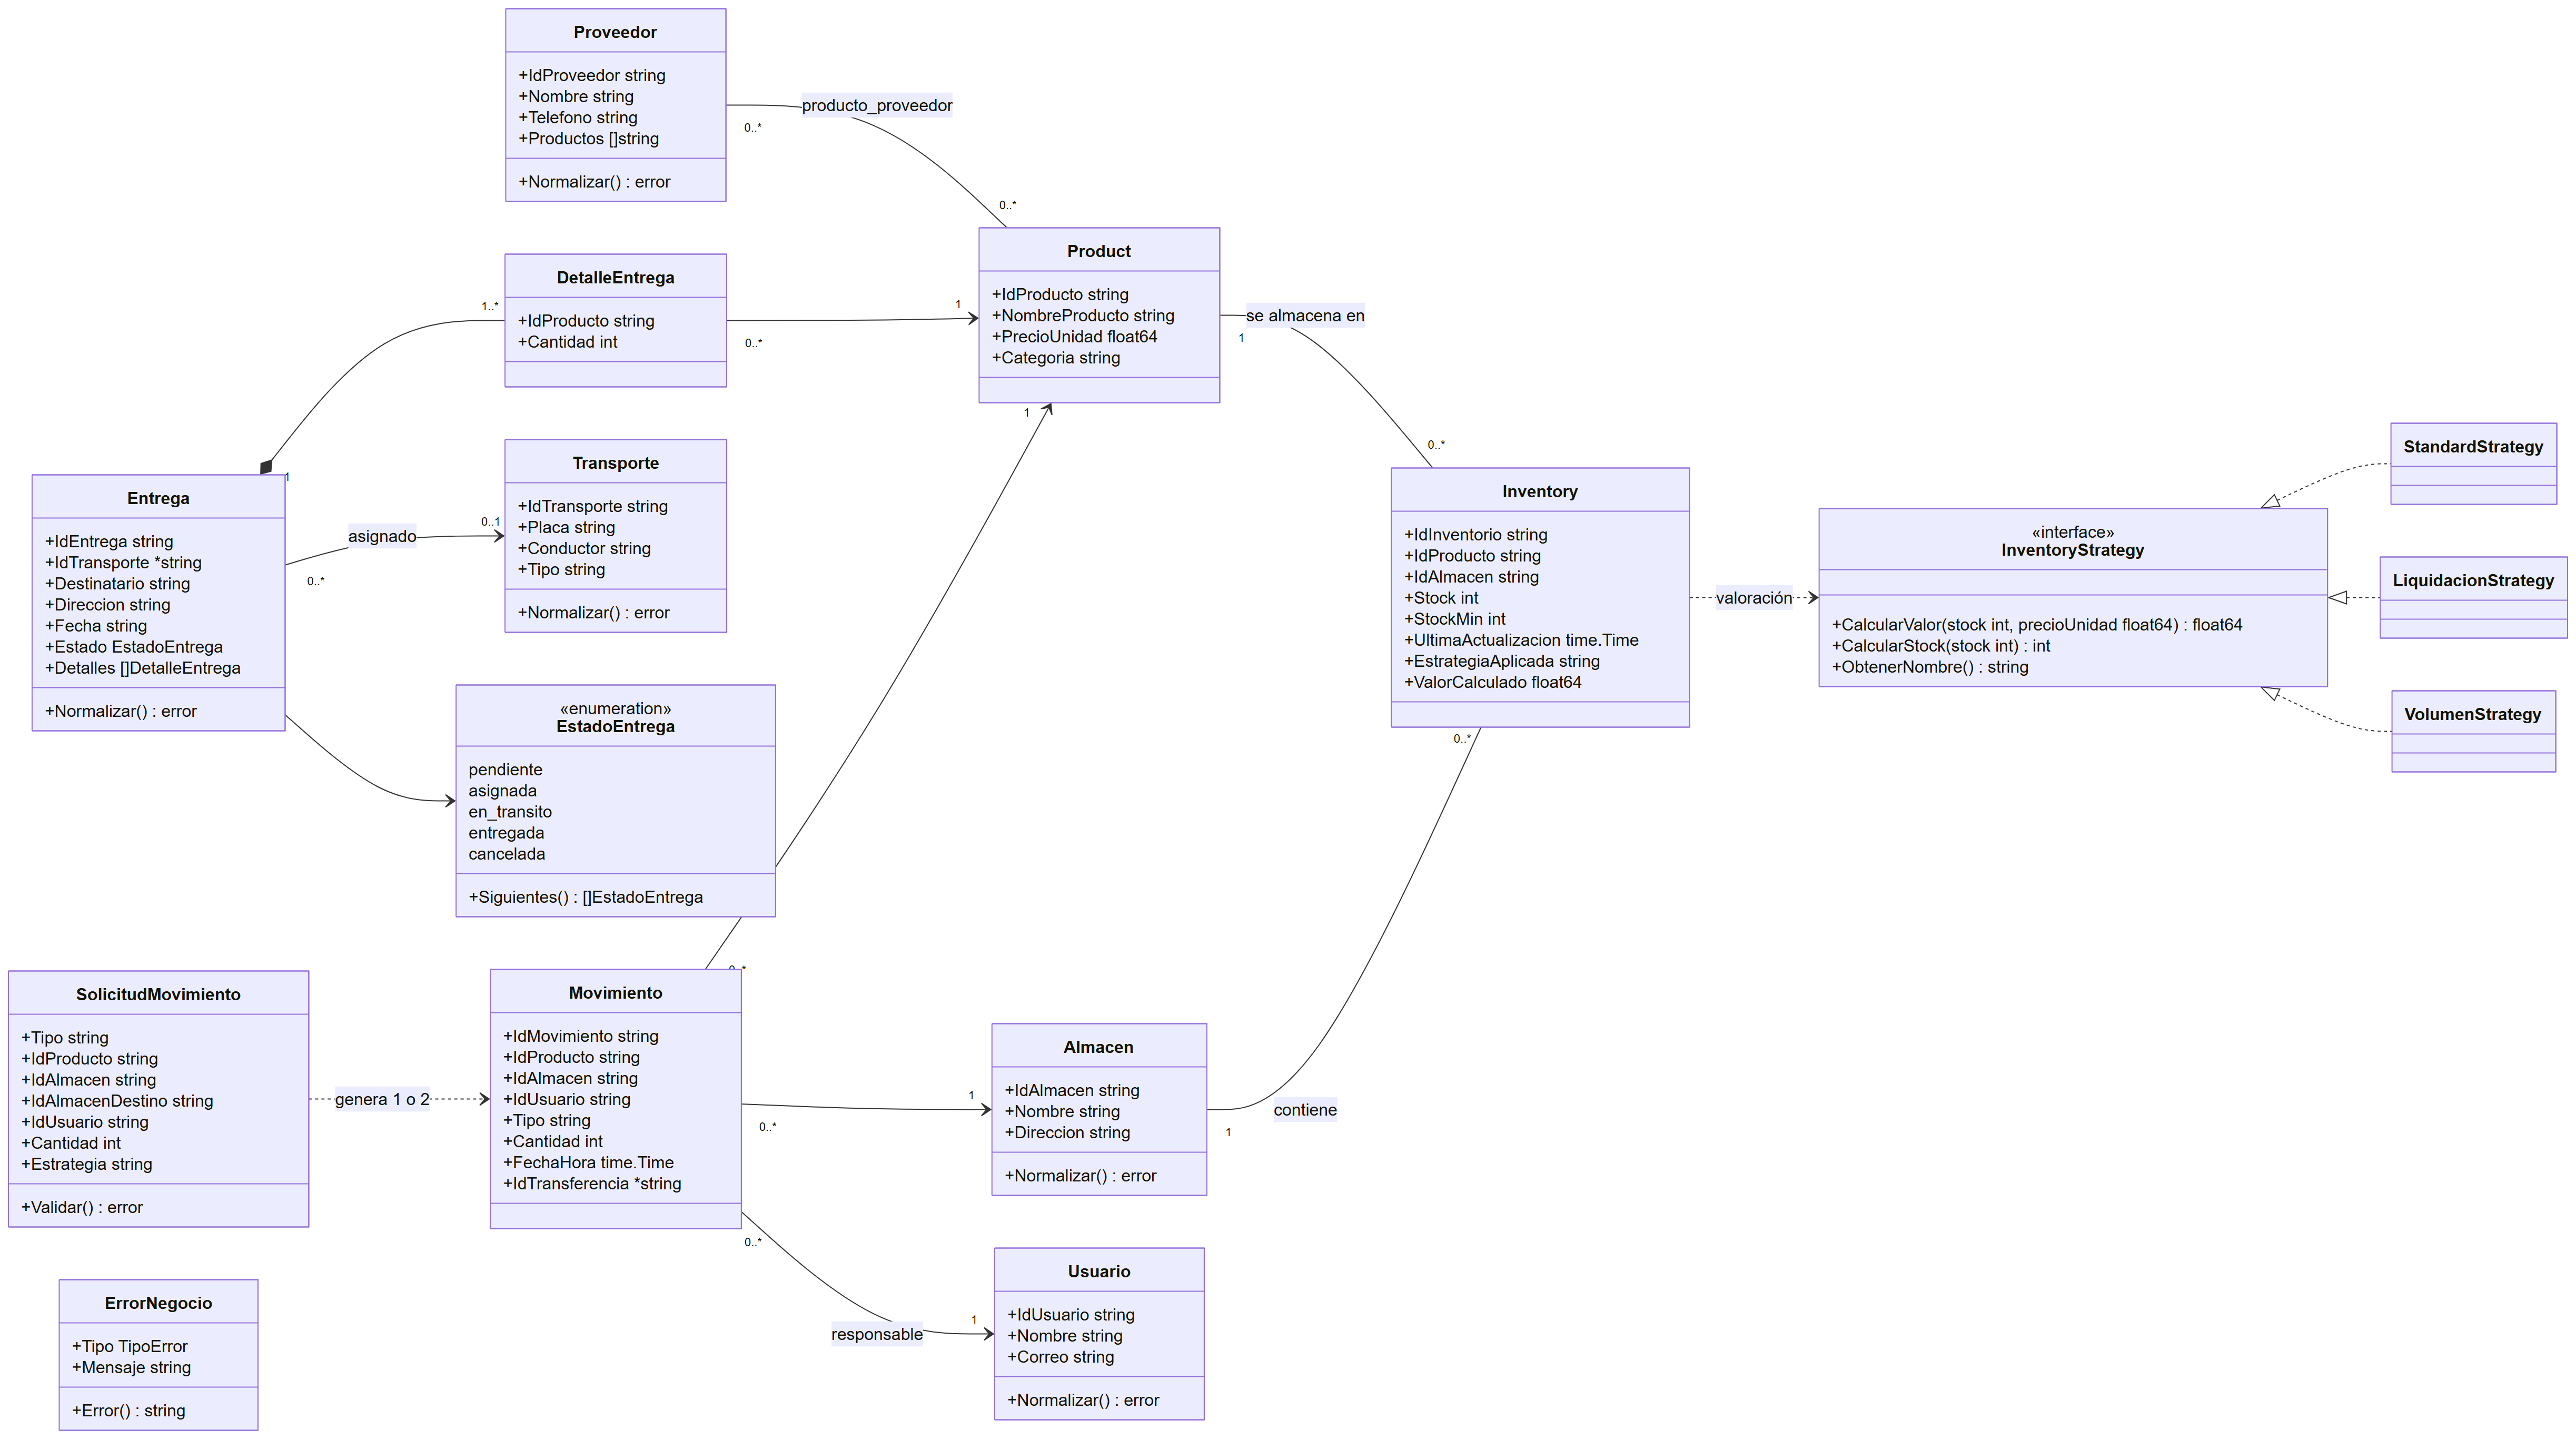 Proveedor
+IdProveedor string
+Nombre string
+Telefono string
+Productos []string
+Normalizar() : error
producto_proveedor
0..*
0..*
DetalleEntrega
+IdProducto string
+Cantidad int
1..*
0..*
1
Product
+IdProducto string
+NombreProducto string
+PrecioUnidad float64
+Categoria string
se almacena en
1
0..*
1
Transporte
+IdTransporte string
+Placa string
+Conductor string
+Tipo string
+Normalizar() : error
1
Entrega
+IdEntrega string
+IdTransporte *string
+Destinatario string
+Direccion string
+Fecha string
+Estado EstadoEntrega
+Detalles []DetalleEntrega
+Normalizar() : error
asignado
0..*
0..1
«enumeration»
EstadoEntrega
pendiente
asignada
en_transito
entregada
cancelada
+Siguientes() : []EstadoEntrega
Inventory
+IdInventorio string
+IdProducto string
+IdAlmacen string
+Stock int
+StockMin int
+UltimaActualizacion time.Time
+EstrategiaAplicada string
+ValorCalculado float64
0..*
valoración
«interface»
InventoryStrategy
+CalcularValor(stock int, precioUnidad float64) : float64
+CalcularStock(stock int) : int
+ObtenerNombre() : string
StandardStrategy
LiquidacionStrategy
VolumenStrategy
SolicitudMovimiento
+Tipo string
+IdProducto string
+IdAlmacen string
+IdAlmacenDestino string
+IdUsuario string
+Cantidad int
+Estrategia string
+Validar() : error
genera 1 o 2
0..*
Movimiento
+IdMovimiento string
+IdProducto string
+IdAlmacen string
+IdUsuario string
+Tipo string
+Cantidad int
+FechaHora time.Time
+IdTransferencia *string
0..*
1
0..*
Almacen
+IdAlmacen string
+Nombre string
+Direccion string
+Normalizar() : error
contiene
1
responsable
1
Usuario
+IdUsuario string
+Nombre string
+Correo string
+Normalizar() : error
ErrorNegocio
+Tipo TipoError
+Mensaje string
+Error() : string